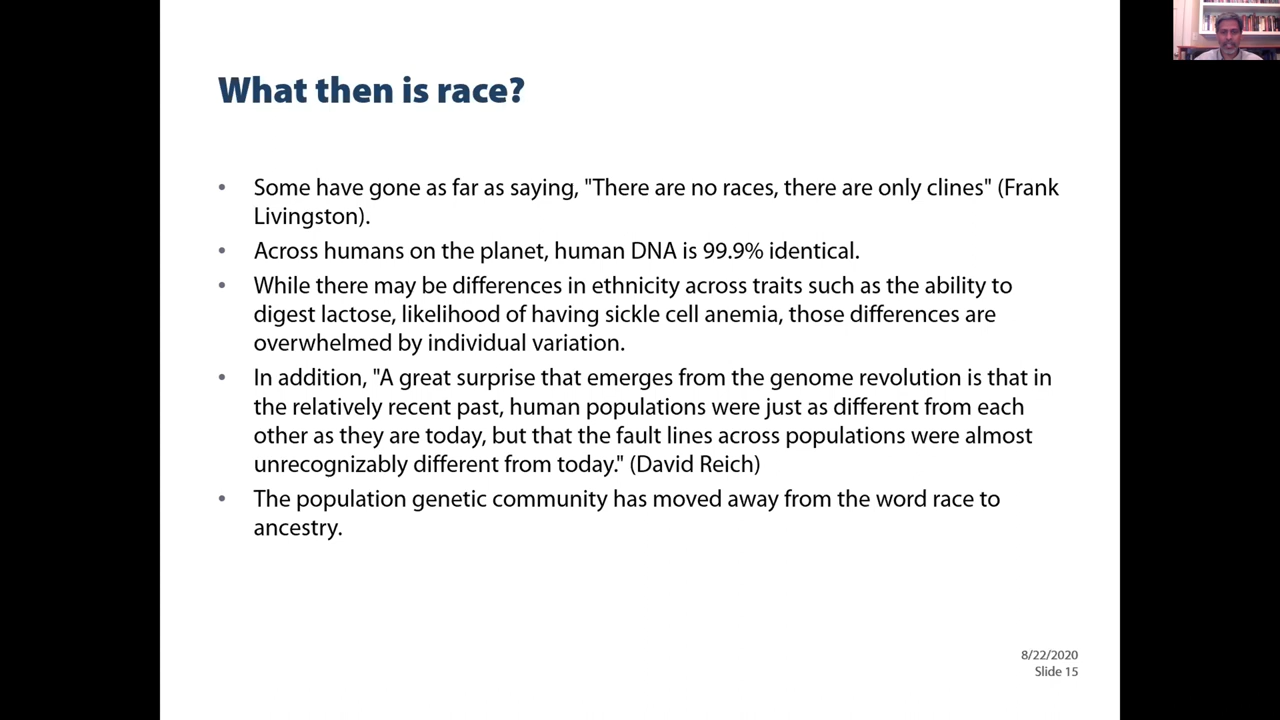 What then is race?
• Some have gone as far as saying, "There are no races, there are only clines" (Frank
Livingston).
• Across humans on the planet, human DNA is 99.9% identical.
• While there may be differences in ethnicity across traits such as the ability to
digest lactose, likelihood of having sickle cell anemia, those differences are
overwhelmed by individual variation.
• In addition, "A great surprise that emerges from the genome revolution is that in
the relatively recent past, human populations were just as different from each
other as they are today, but that the fault lines across populations were almost
unrecognizably different from today." (David Reich)
• The population genetic community has moved away from the word race to
ancestry.
8/22/2020
Slide 15